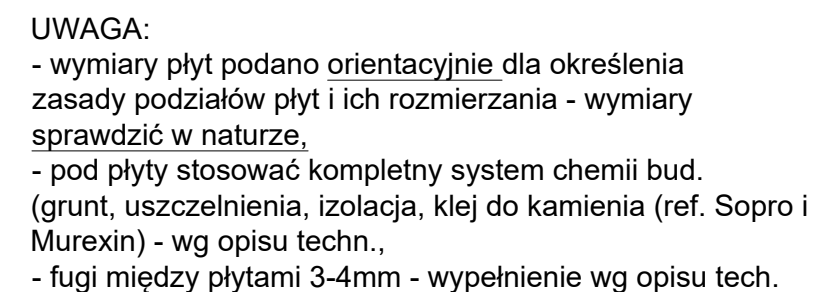 UWAGA:
- wymiary płyt podano orientacyjnie dla określenia
zasady podziałów płyt i ich rozmierzania - wymiary
sprawdzić w naturze,
- pod płyty stosować kompletny system chemii bud.
(grunt, uszczelnienia, izolacja, klej do kamienia (ref. Sopro i
Murexin) - wg opisu techn.,
- fugi między płytami 3-4mm - wypełnienie wg opisu tech.